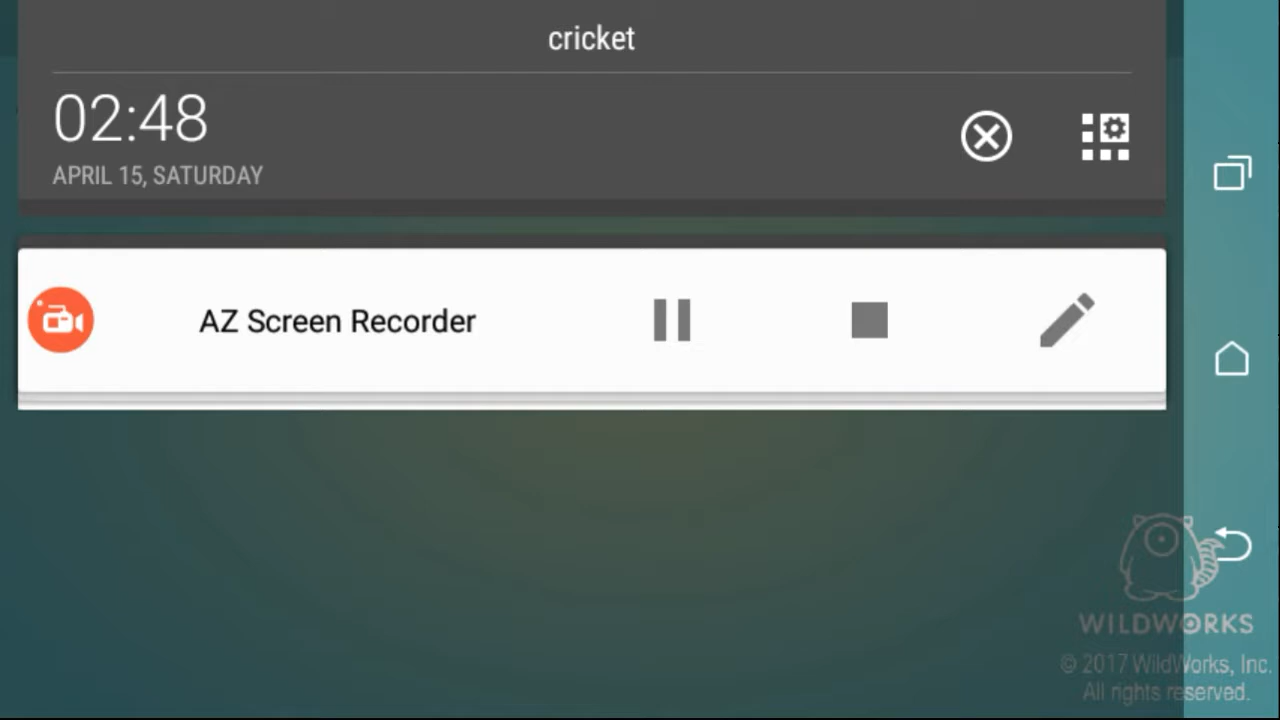 cricket
02:48
APRIL 15, SATURDAY
AZ Screen Recorder
WILDWORKS
© 2017 WildWorks, Inc.
All rights reserved.